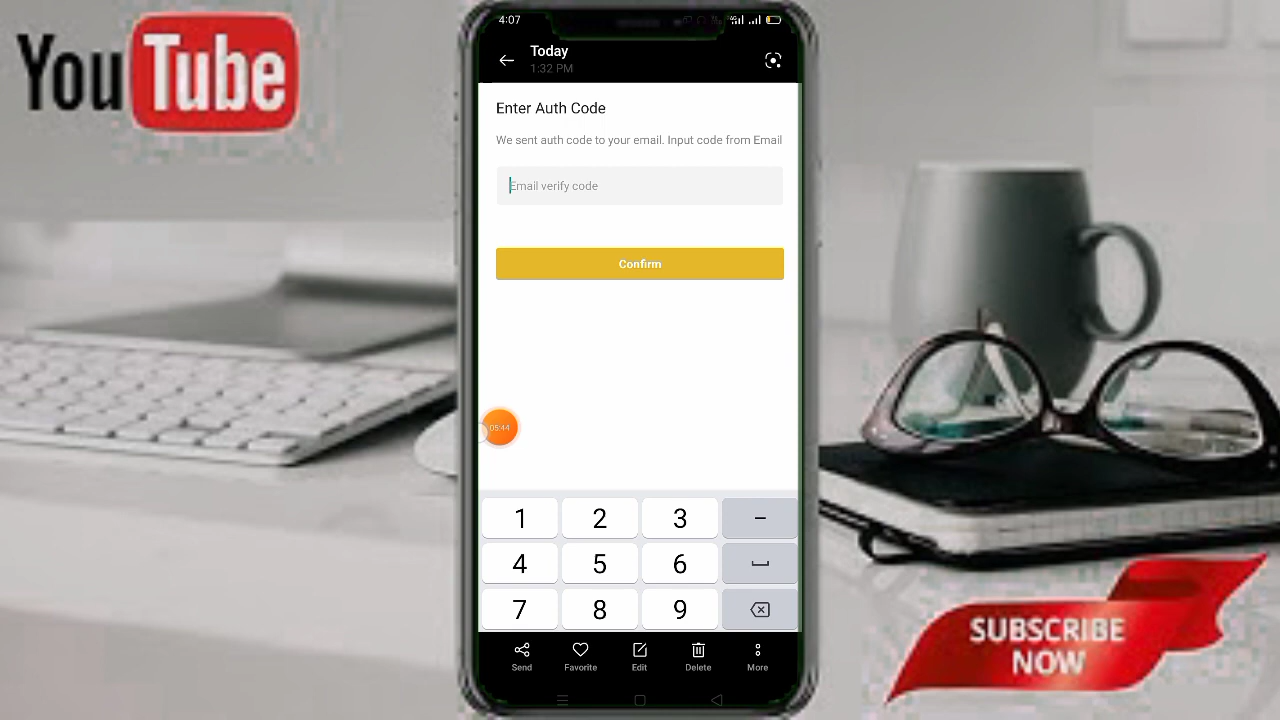 You Tube
4:07
Today
1:32 PM
Enter Auth Code
We sent auth code to your email. Input code from Email
Email verify code
Confirm
05:44
1 2 3 -
4 5 6
7 8 9
Send Favorite Edit Delete More
SUBSCRIBE
NOW